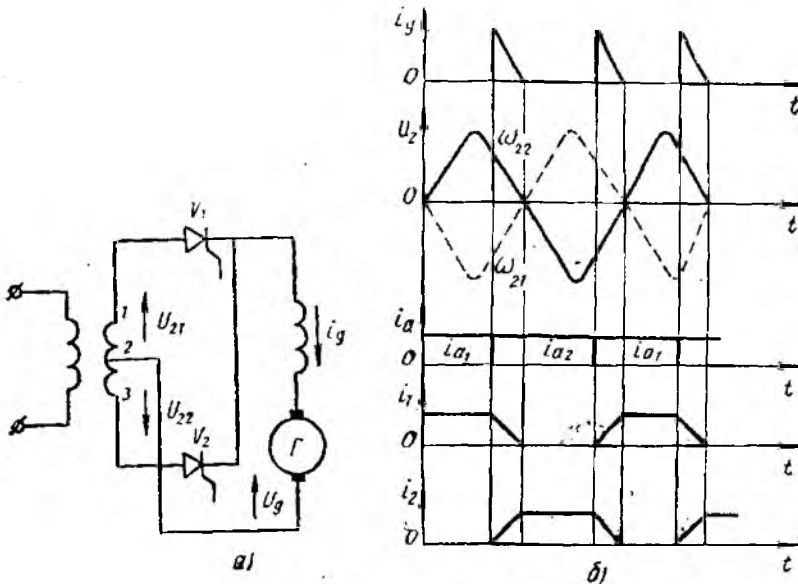 V₁
1
2
3
U₂₁
U₂₂
V₂
i_g
Г
U_g
а)
i_y
0
t
U₂
ω₂₂
0
ω₂₁
t
i_a
0
i_a₁
i_a₂
i_a₁
t
i₁
0
t
i₂
0
t
б)